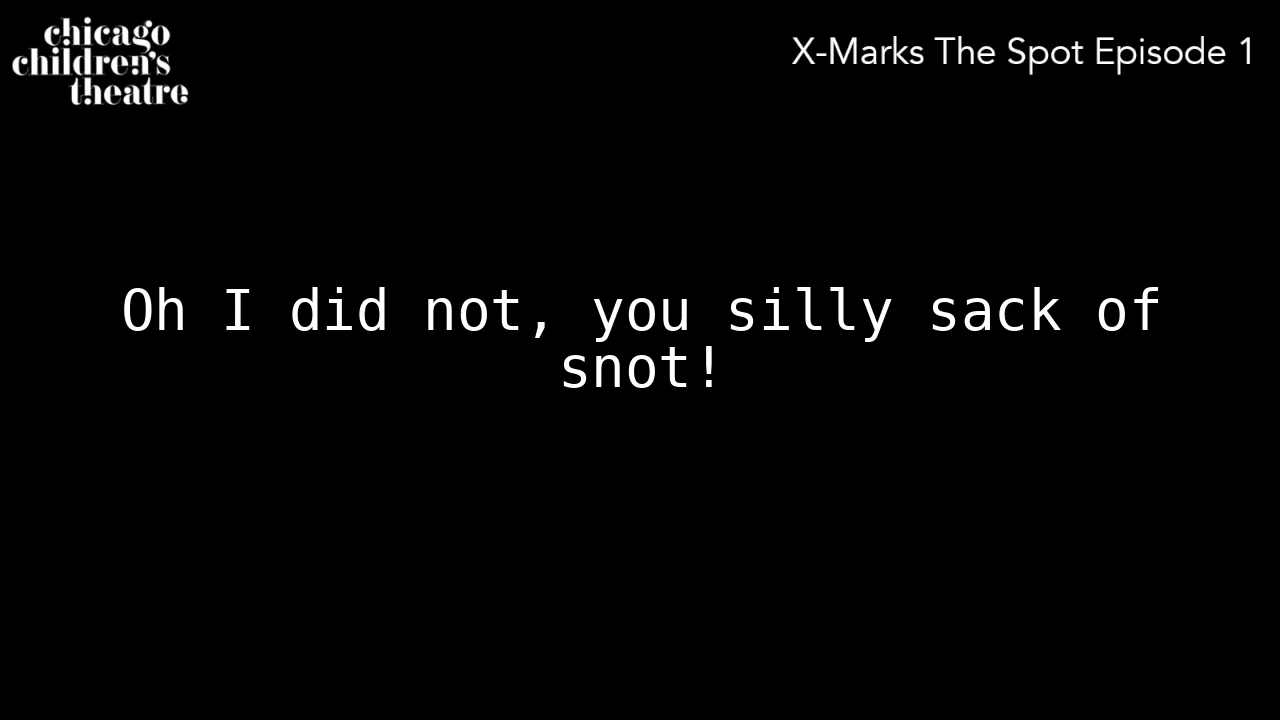 chicago
children's
theatre
X-Marks The Spot Episode 1
Oh I did not, you silly sack of
snot!